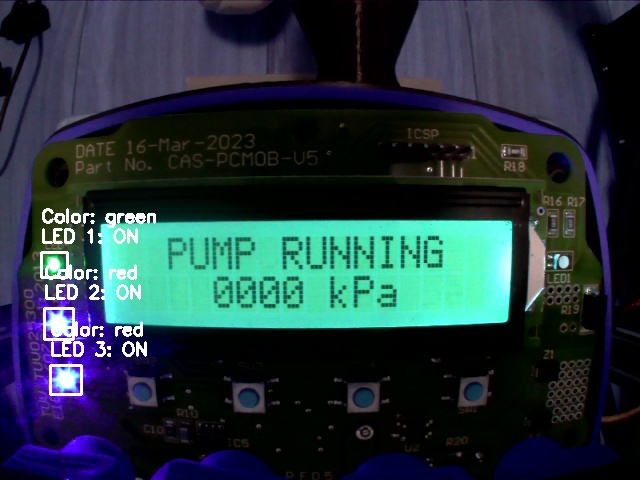 DATE 16-Mar-2023
Part No. CAS-PCMOB-V5
ICSP
1
R18
R16 R17
Color: green
LED 1: ON
PUMP RUNNING
0000 kPa
Color: red
LED 2: ON
LED1
R19
Color: red
LED 3: ON
Z1
R10
C10
IC5
R20